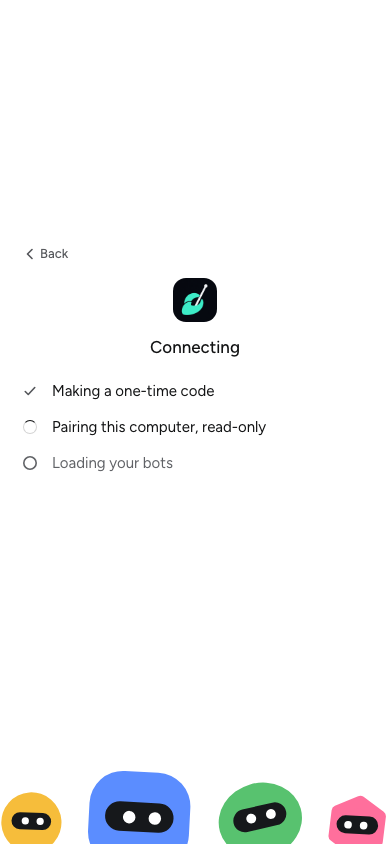 Back
Connecting
Making a one-time code
Pairing this computer, read-only
Loading your bots